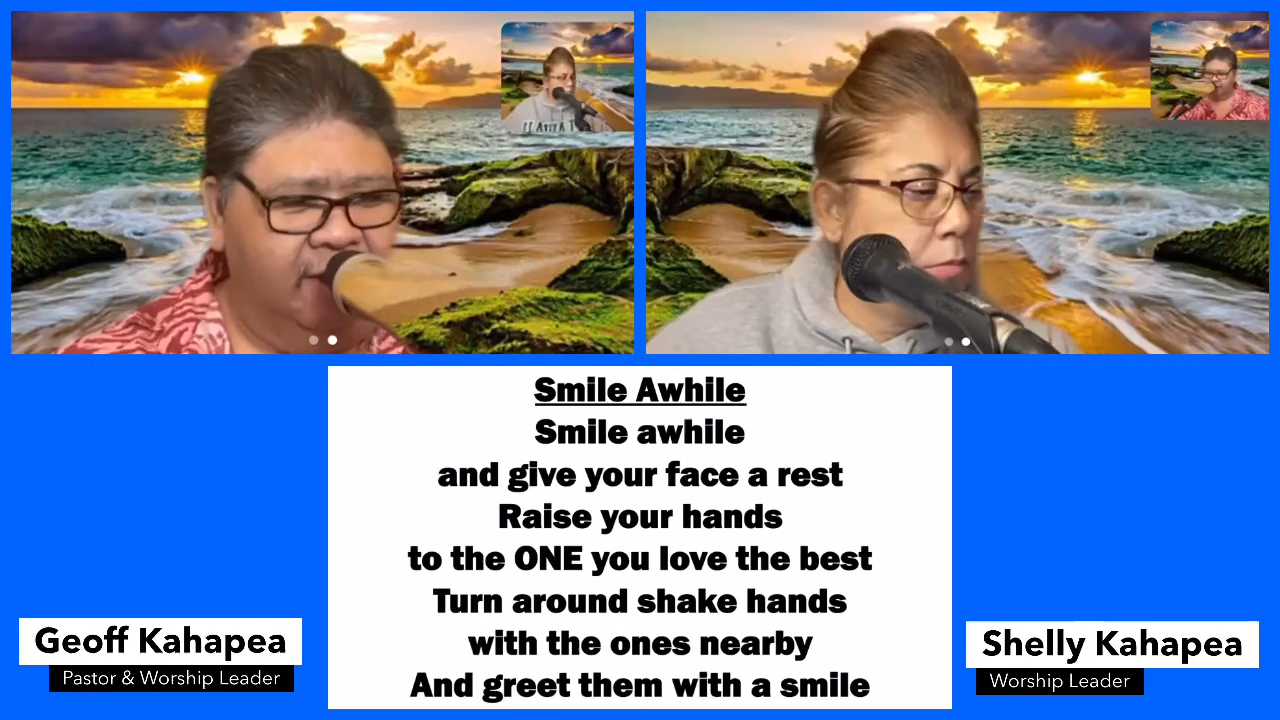 Smile Awhile
Smile awhile
and give your face a rest
Raise your hands
to the ONE you love the best
Turn around shake hands
with the ones nearby
And greet them with a smile
Geoff Kahapea
Pastor & Worship Leader
Shelly Kahapea
Worship Leader